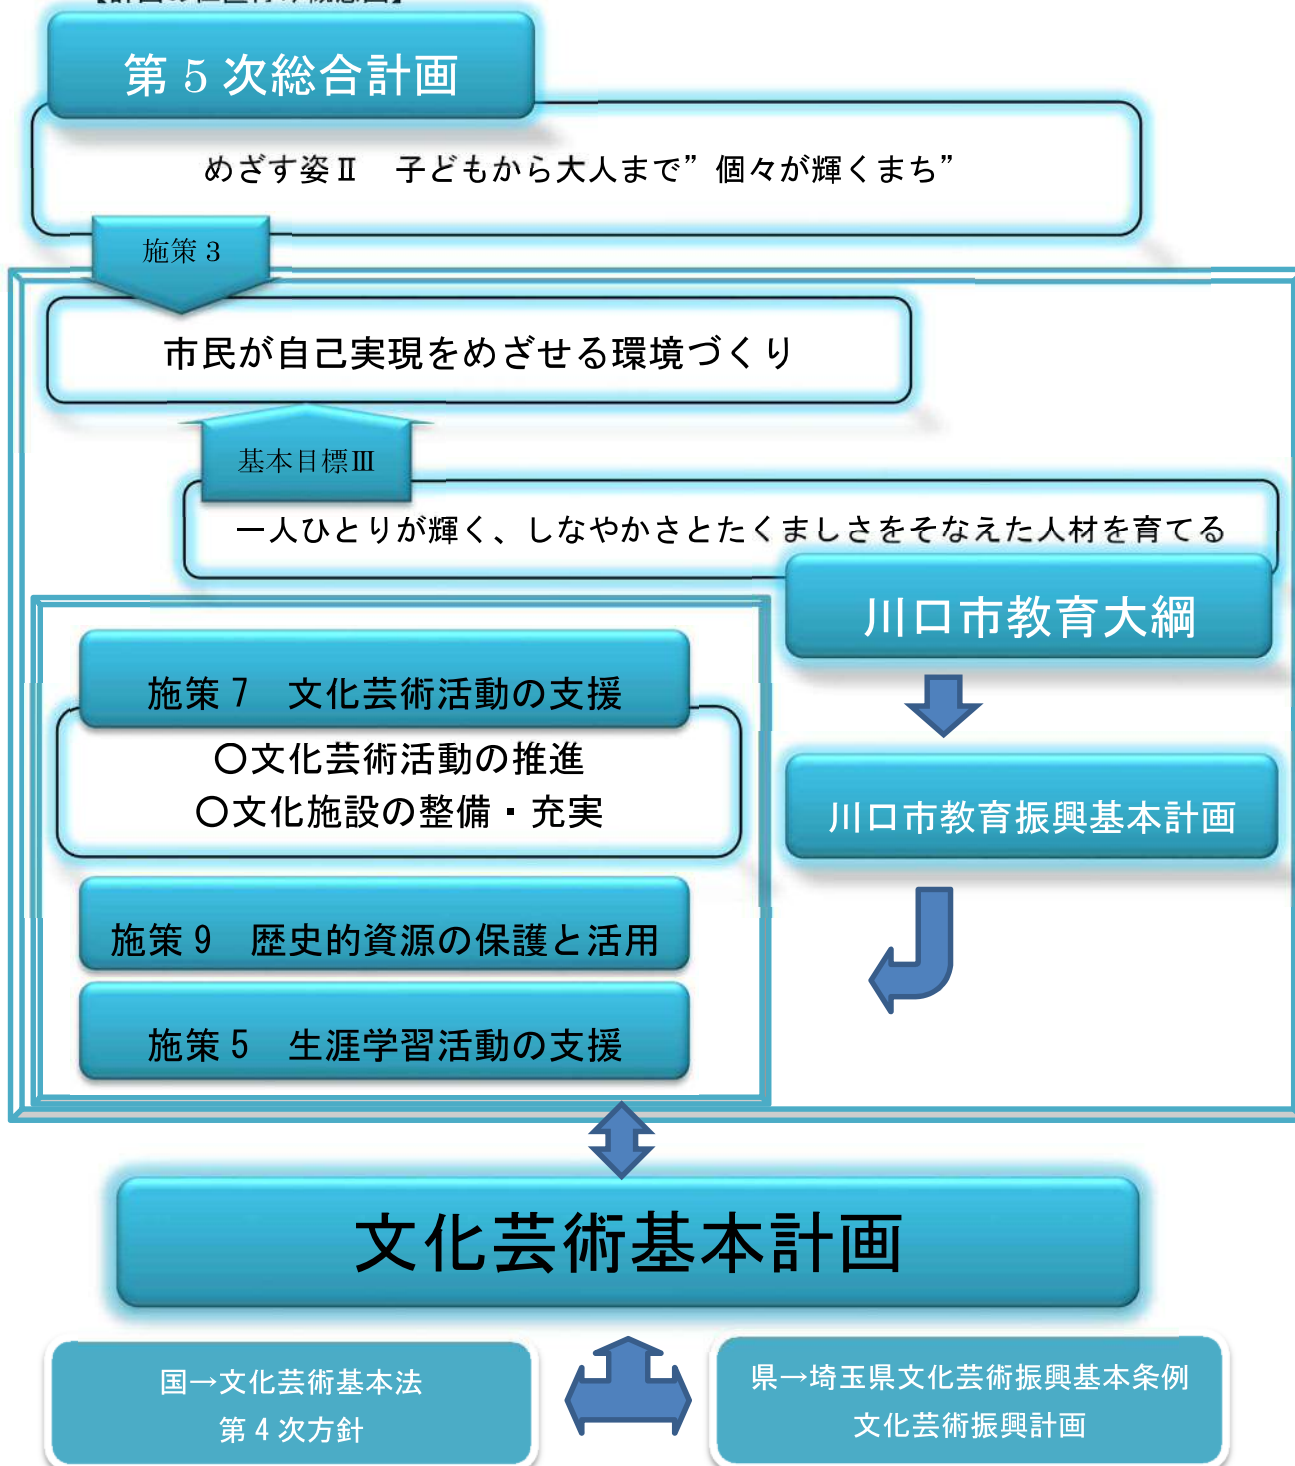 第５次総合計画
めざす姿Ⅱ　子どもから大人まで”個々が輝くまち”
施策３
市民が自己実現をめざせる環境づくり
基本目標Ⅲ
一人ひとりが輝く、しなやかさとたくましさをそなえた人材を育てる
川口市教育大綱
施策７　文化芸術活動の支援
〇文化芸術活動の推進
〇文化施設の整備・充実
川口市教育振興基本計画
施策９　歴史的資源の保護と活用
施策５　生涯学習活動の支援
文化芸術基本計画
国→文化芸術基本法
第４次方針
県→埼玉県文化芸術振興基本条例
文化芸術振興計画